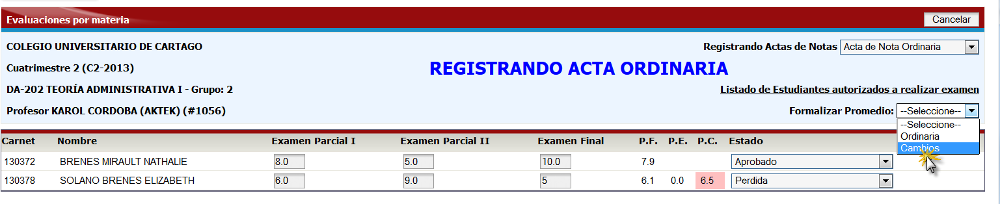 Evaluaciones por materia Cancelar
COLEGIO UNIVERSITARIO DE CARTAGO Registrando Actas de Notas Acta de Nota Ordinaria
Cuatrimestre 2 (C2-2013) REGISTRANDO ACTA ORDINARIA
DA-202 TEORÍA ADMINISTRATIVA I - Grupo: 2 Listado de Estudiantes autorizados a realizar examen
Profesor KAROL CORDOBA (AKTEK) (#1056) Formalizar Promedio: --Seleccione--
--Seleccione--
Ordinaria
Cambios
Carnet Nombre Examen Parcial I Examen Parcial II Examen Final P.F. P.E. P.C. Estado
130372 BRENES MIRAULT NATHALIE 8.0 5.0 10.0 7.9 Aprobado
130378 SOLANO BRENES ELIZABETH 6.0 9.0 5 6.1 0.0 6.5 Perdida